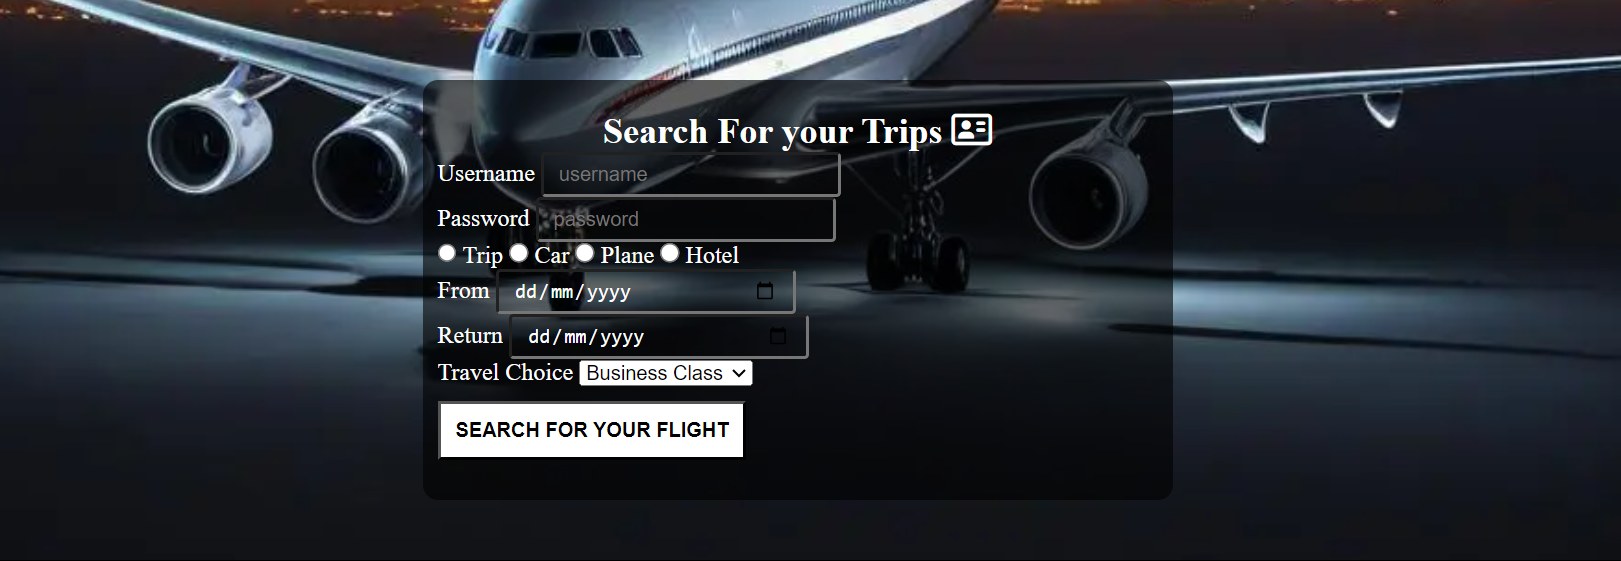 Search For your Trips
Username username
Password password
Trip Car Plane Hotel
From dd/mm/yyyy
Return dd/mm/yyyy
Travel Choice Business Class
SEARCH FOR YOUR FLIGHT